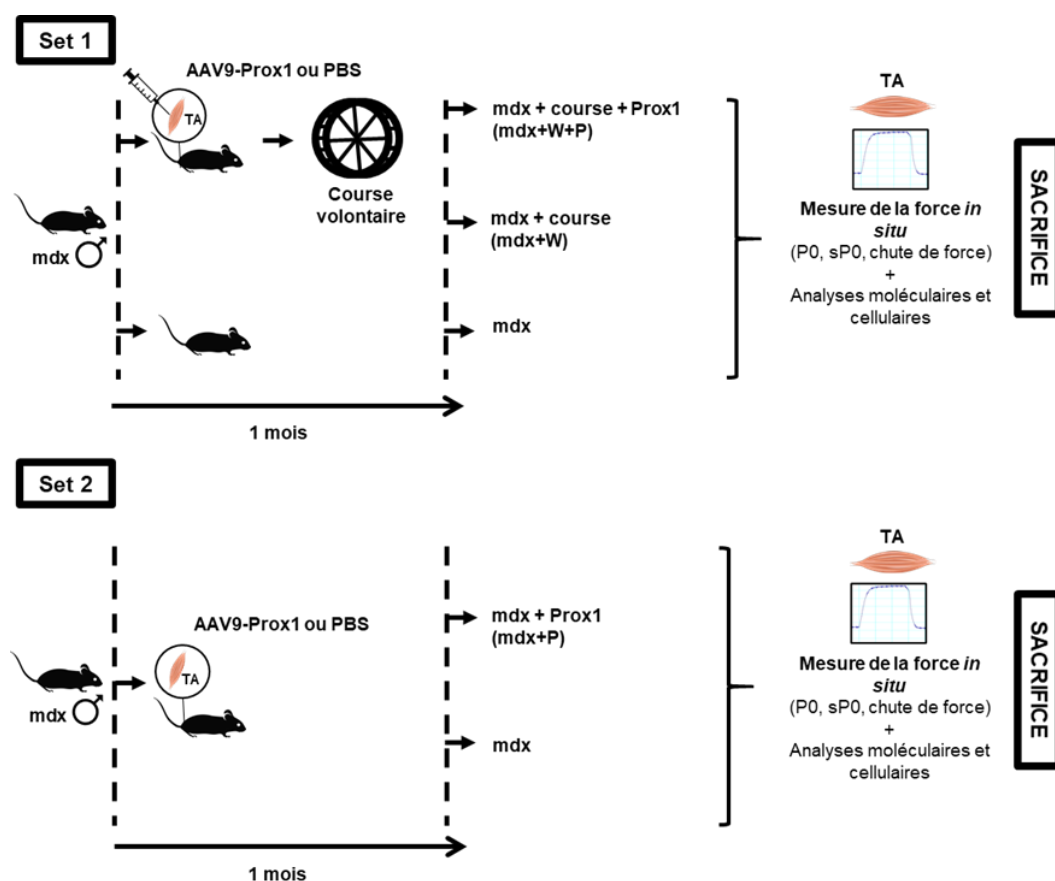 Set 1
AAV9-Prox1 ou PBS
TA
mdx
Course
volontaire
mdx + course + Prox1
(mdx+W+P)
mdx + course
(mdx+W)
mdx
1 mois
TA
Mesure de la force in
situ
(P0, sP0, chute de force)
+
Analyses moléculaires et
cellulaires
SACRIFICE
Set 2
AAV9-Prox1 ou PBS
TA
mdx
mdx + Prox1
(mdx+P)
mdx
1 mois
TA
Mesure de la force in
situ
(P0, sP0, chute de force)
+
Analyses moléculaires et
cellulaires
SACRIFICE